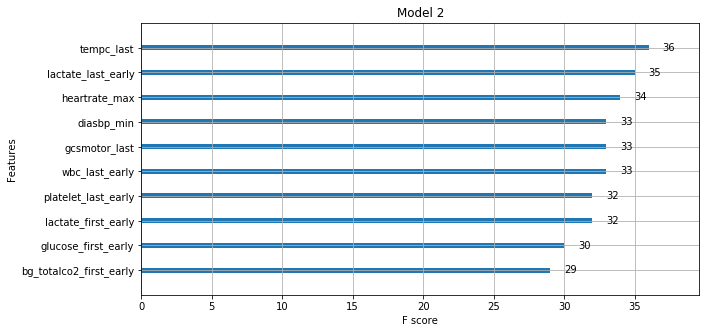 Model 2
Features
tempc_last 36
lactate_last_early 35
heartrate_max 34
diasbp_min 33
gcsmotor_last 33
wbc_last_early 33
platelet_last_early 32
lactate_first_early 32
glucose_first_early 30
bg_totalco2_first_early 29
0 5 10 15 20 25 30 35
F score